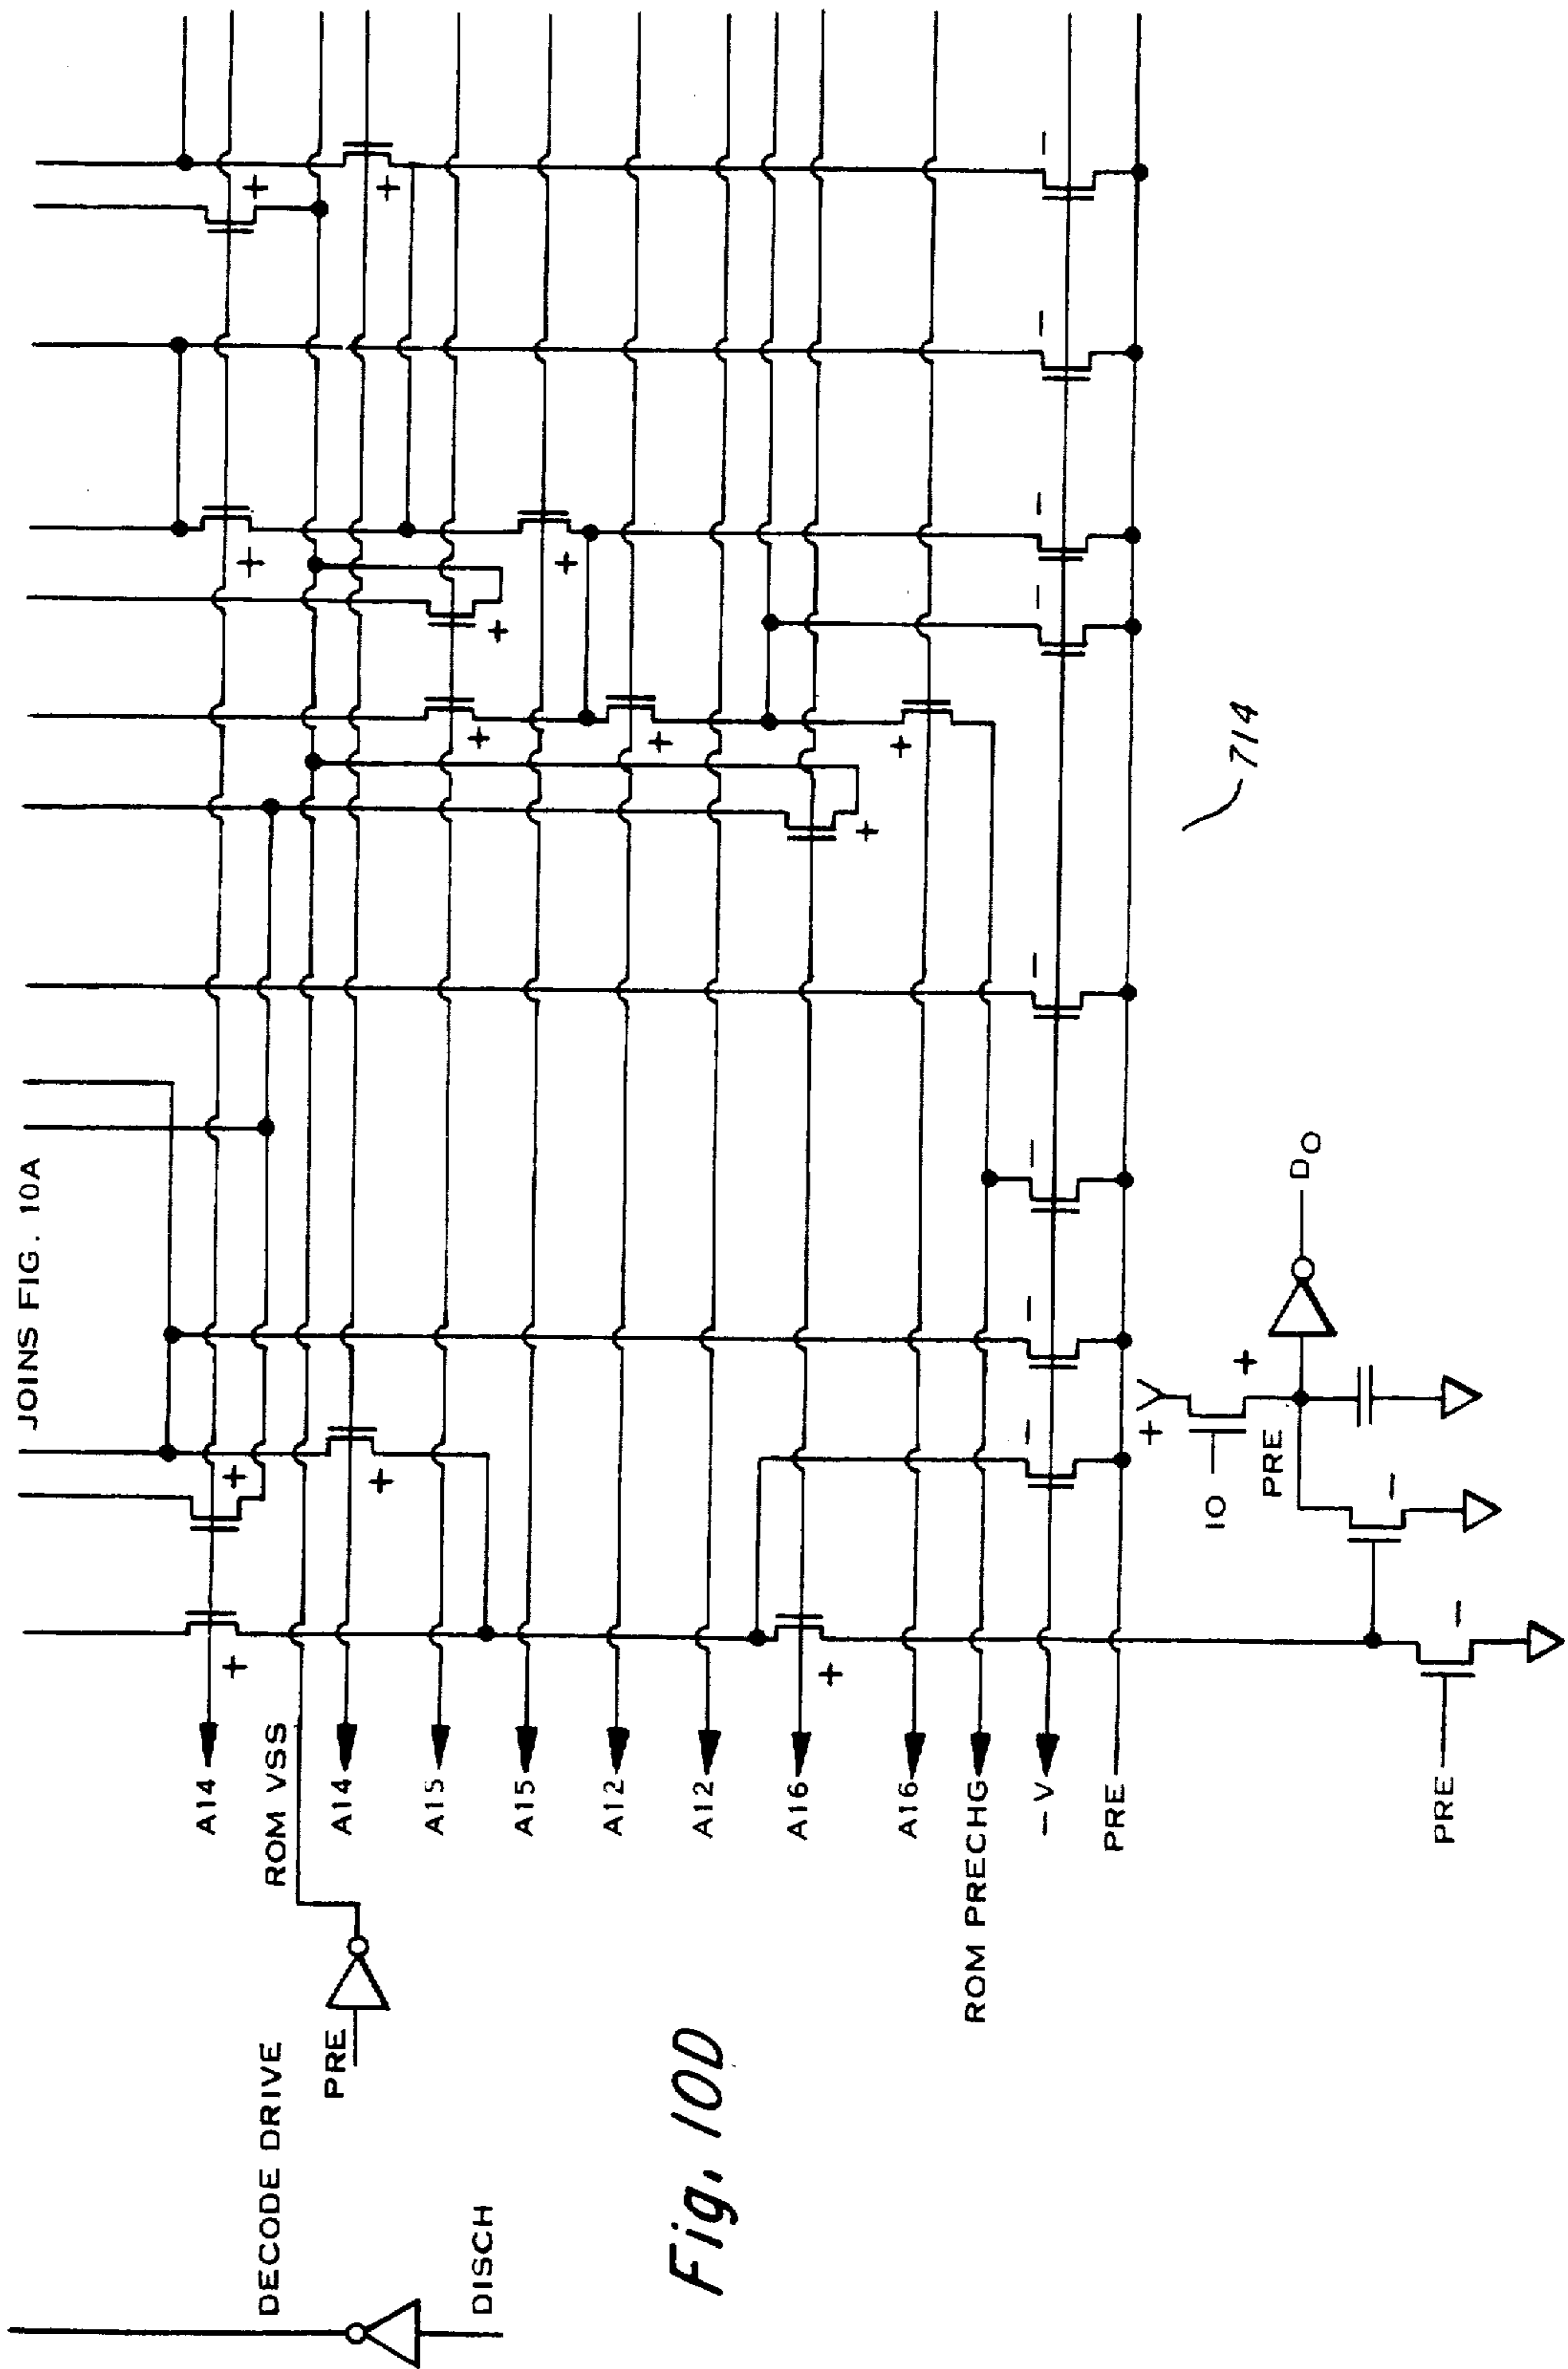 JOINS FIG. 10A
DECODE DRIVE
DISCH
PRE
ROM VSS
A14
A14
A15
A15
A12
A12
A16
A16
ROM PRECHG
-V
PRE
PRE
IO
PRE
+V
DO
714
Fig. 10D
+
+
+
+
+
+
+
+
+
+
+
+
+
-
-
-
-
-
-
-
-
-
-